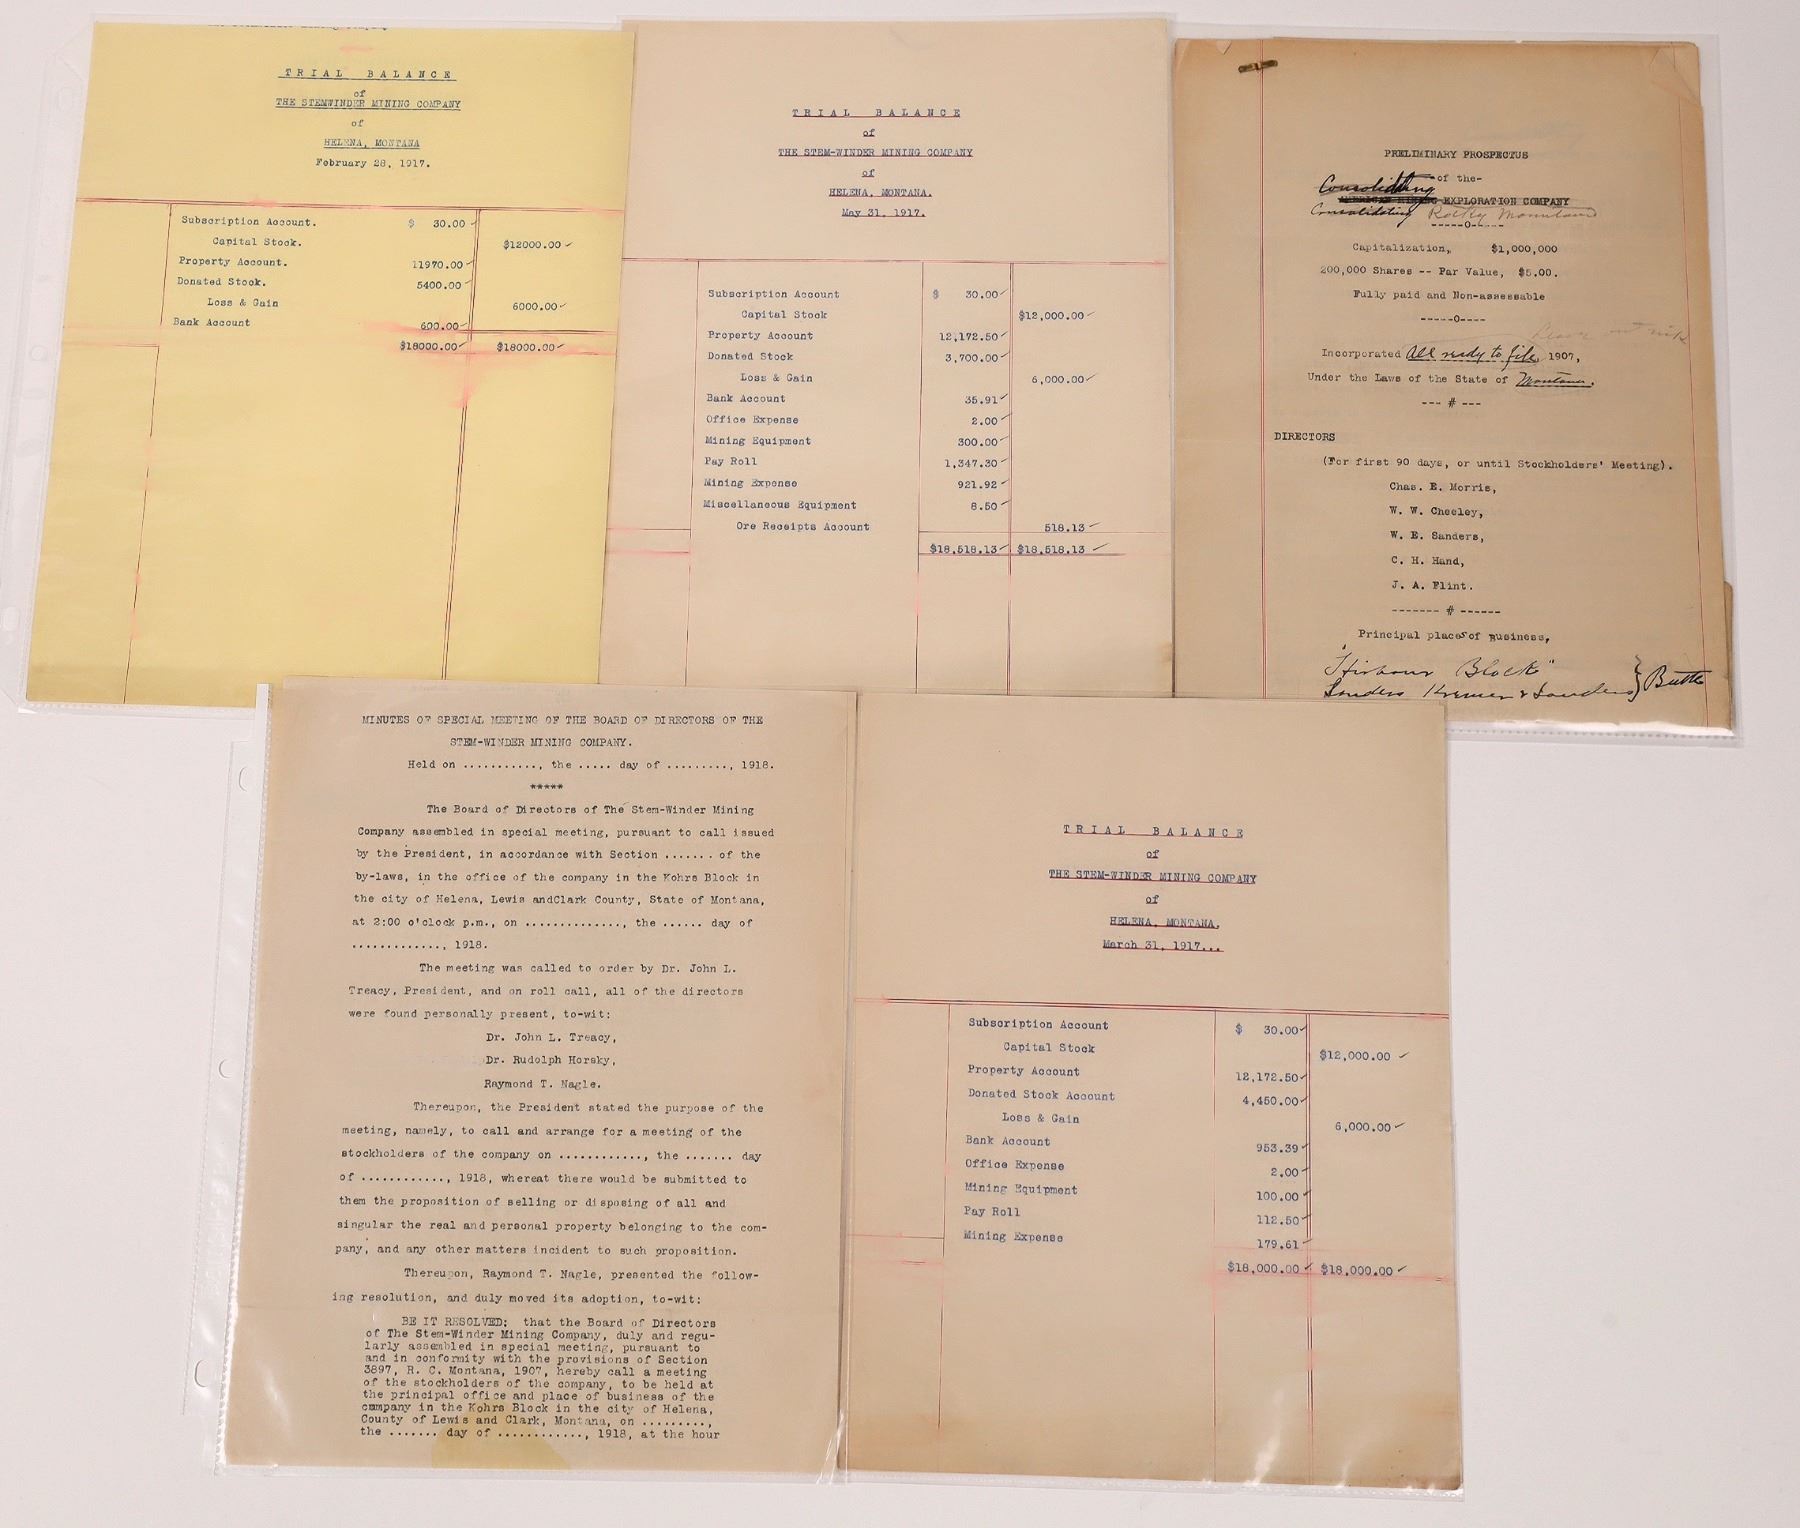 TRIAL BALANCE
of
THE STEMWINDER MINING COMPANY
of
HELENA, MONTANA
February 28, 1917.
Subscription Account. $ 30.00
Capital Stock. $12000.00
Property Account. 11970.00
Donated Stock. 5400.00
Loss & Gain 6000.00
Bank Account 600.00
$18000.00 $18000.00
TRIAL BALANCE
of
THE STEM-WINDER MINING COMPANY
of
HELENA, MONTANA.
May 31, 1917.
Subscription Account $ 30.00
Capital Stock $12,000.00
Property Account 12,172.50
Donated Stock 3,700.00
Loss & Gain 6,000.00
Bank Account 35.91
Office Expense 2.00
Mining Equipment 300.00
Pay Roll 1,347.30
Mining Expense 921.92
Miscellaneous Equipment 8.50
Ore Receipts Account 518.13
$18,518.13 $18,518.13
PRELIMINARY PROSPECTUS
-of the-
Consolidating
AMERICAN MINING EXPLORATION COMPANY
Consolidating Rocky Mountain
-----O-----
Capitalization, $1,000,000
200,000 Shares -- Par Value, $5.00.
Fully paid and Non-assessable
-----O----
Incorporated All ready to file, 1907,
Under the Laws of the State of Montana.
--- # ---
DIRECTORS
(For first 90 days, or until Stockholders' Meeting).
Chas. E. Morris,
W. W. Cheeley,
W. E. Sanders,
C. H. Hand,
J. A. Flint.
------- # ------
Principal places of Business,
"Hirbour Block"
Sanders Kremer & Sanders } Butte
MINUTES OF SPECIAL MEETING OF THE BOARD OF DIRECTORS OF THE
STEM-WINDER MINING COMPANY.
Held on ..........., the ..... day of ........., 1918.
*****
The Board of Directors of The Stem-Winder Mining
Company assembled in special meeting, pursuant to call issued
by the President, in accordance with Section ....... of the
by-laws, in the office of the company in the Kohrs Block in
the city of Helena, Lewis andClark County, State of Montana,
at 2:00 o'clock p.m., on .............., the ...... day of
............., 1918.
The meeting was called to order by Dr. John L.
Treacy, President, and on roll call, all of the directors
were found personally present, to-wit:
Dr. John L. Treacy,
Dr. Rudolph Horsky,
Raymond T. Nagle.
Thereupon, the President stated the purpose of the
meeting, namely, to call and arrange for a meeting of the
stockholders of the company on ............, the ....... day
of ............, 1918, whereat there would be submitted to
them the proposition of selling or disposing of all and
singular the real and personal property belonging to the com-
pany, and any other matters incident to such proposition.
Thereupon, Raymond T. Nagle, presented the follow-
ing resolution, and duly moved its adoption, to-wit:
BE IT RESOLVED: that the Board of Directors
of The Stem-Winder Mining Company, duly and regu-
larly assembled in special meeting, pursuant to
and in conformity with the provisions of Section
3897, R. C. Montana, 1907, hereby call a meeting
of the stockholders of the company, to be held at
the principal office and place of business of the
company in the Kohrs Block in the city of Helena,
County of Lewis and Clark, Montana, on .........,
the ....... day of ............, 1918, at the hour
TRIAL BALANCE
of
THE STEM-WINDER MINING COMPANY
of
HELENA, MONTANA.
March 31, 1917...
Subscription Account $ 30.00
Capital Stock $12,000.00
Property Account 12,172.50
Donated Stock Account 4,450.00
Loss & Gain 6,000.00
Bank Account 953.39
Office Expense 2.00
Mining Equipment 100.00
Pay Roll 112.50
Mining Expense 179.61
$18,000.00 $18,000.00